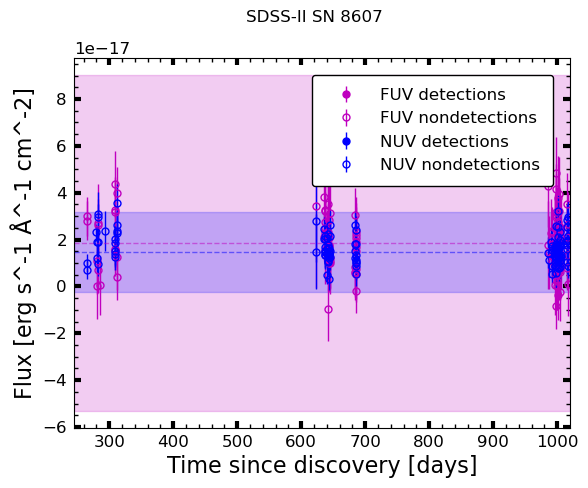 SDSS-II SN 8607
1e−17
FUV detections
FUV nondetections
NUV detections
NUV nondetections
8
6
4
2
0
−2
−4
−6
300 400 500 600 700 800 900 1000
Flux [erg s^-1 Å^-1 cm^-2]
Time since discovery [days]